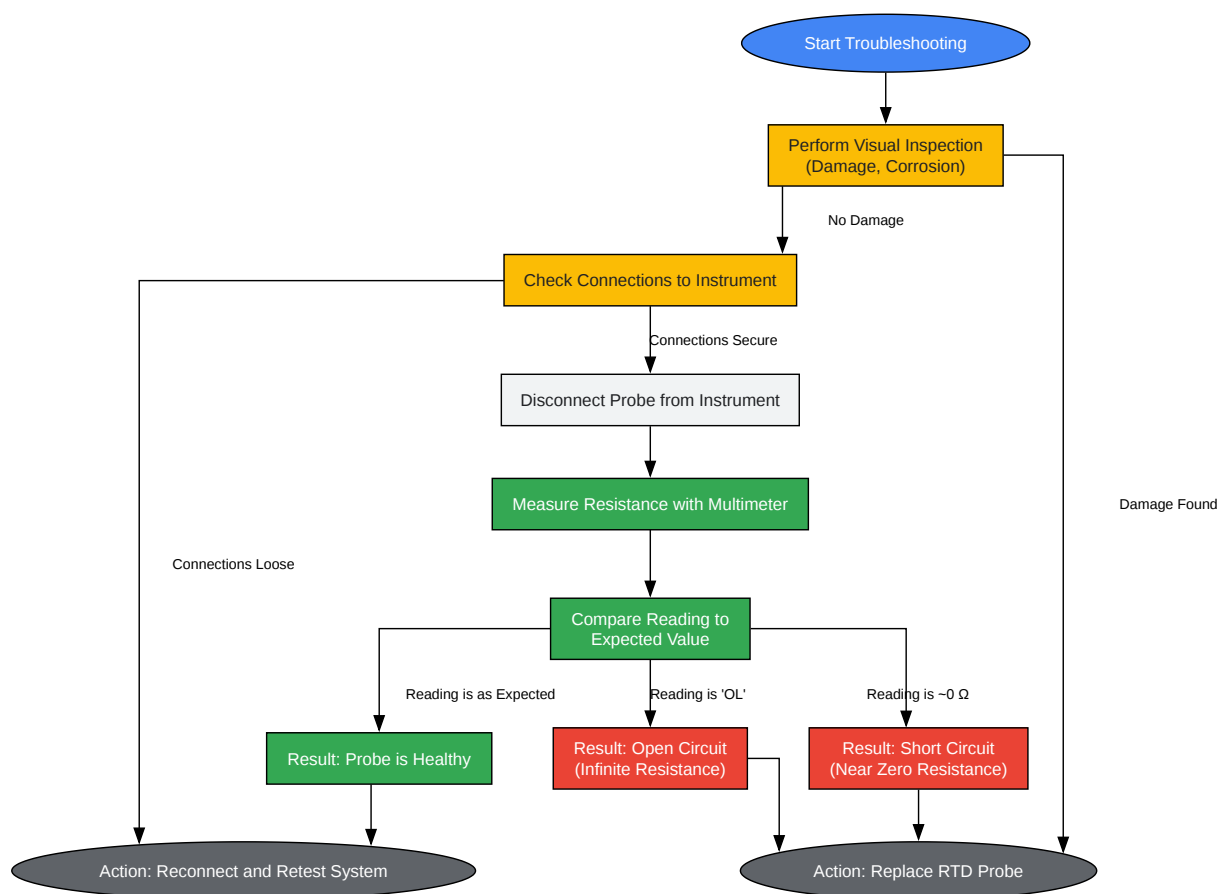 Start Troubleshooting
Perform Visual Inspection
(Damage, Corrosion)
No Damage
Check Connections to Instrument
Connections Secure
Disconnect Probe from Instrument
Measure Resistance with Multimeter
Damage Found
Connections Loose
Compare Reading to
Expected Value
Reading is as Expected
Reading is 'OL'
Reading is ~0 Ω
Result: Probe is Healthy
Result: Open Circuit
(Infinite Resistance)
Result: Short Circuit
(Near Zero Resistance)
Action: Reconnect and Retest System
Action: Replace RTD Probe